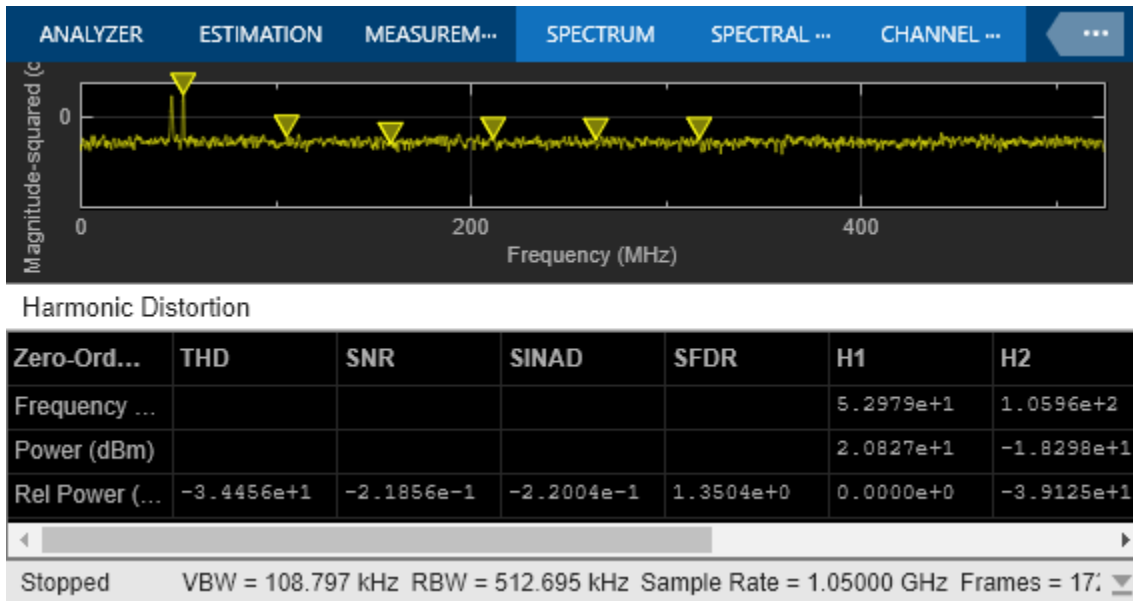 ANALYZER ESTIMATION MEASUREM... SPECTRUM SPECTRAL ... CHANNEL ... ...
Magnitude-squared (
0
0 200 400
Frequency (MHz)
Harmonic Distortion
Zero-Ord... THD SNR SINAD SFDR H1 H2
Frequency ... 5.2979e+1 1.0596e+2
Power (dBm) 2.0827e+1 -1.8298e+1
Rel Power (... -3.4456e+1 -2.1856e-1 -2.2004e-1 1.3504e+0 0.0000e+0 -3.9125e+1
Stopped VBW = 108.797 kHz RBW = 512.695 kHz Sample Rate = 1.05000 GHz Frames = 17